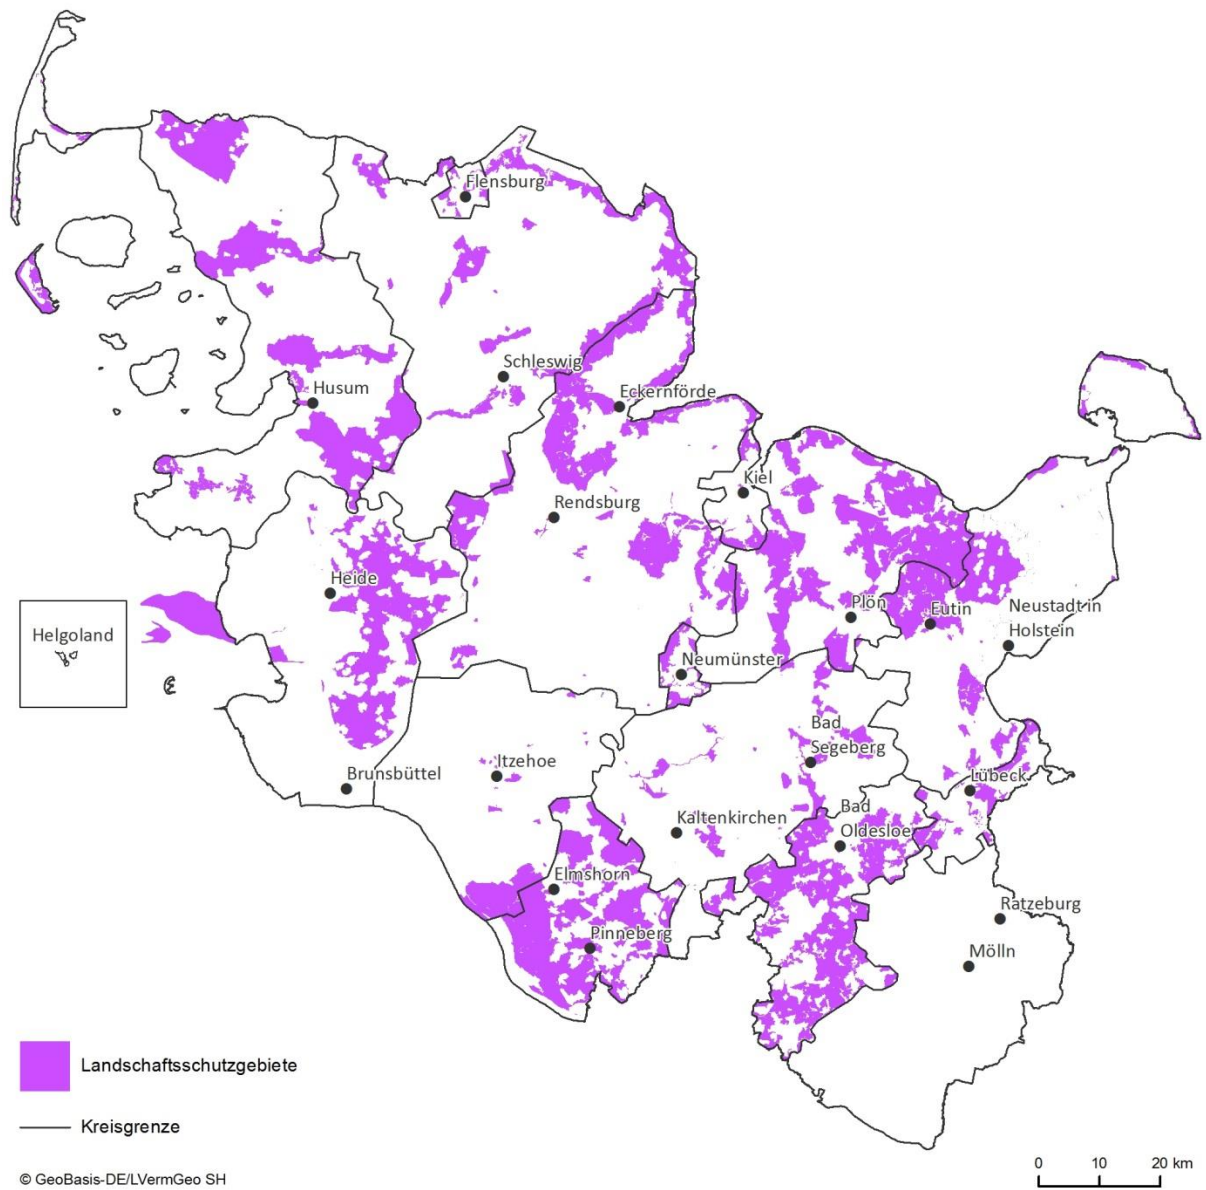 Flensburg
Schleswig
Husum
Eckernförde
Kiel
Rendsburg
Heide
Plön
Eutin
Neustadt in
Holstein
Helgoland
Neumünster
Bad
Segeberg
Brunsbüttel
Itzehoe
Lübeck
Kaltenkirchen
Bad
Oldesloe
Elmshorn
Ratzeburg
Pinneberg
Mölln
Landschaftsschutzgebiete
Kreisgrenze
© GeoBasis-DE/LVermGeo SH
0 10 20 km